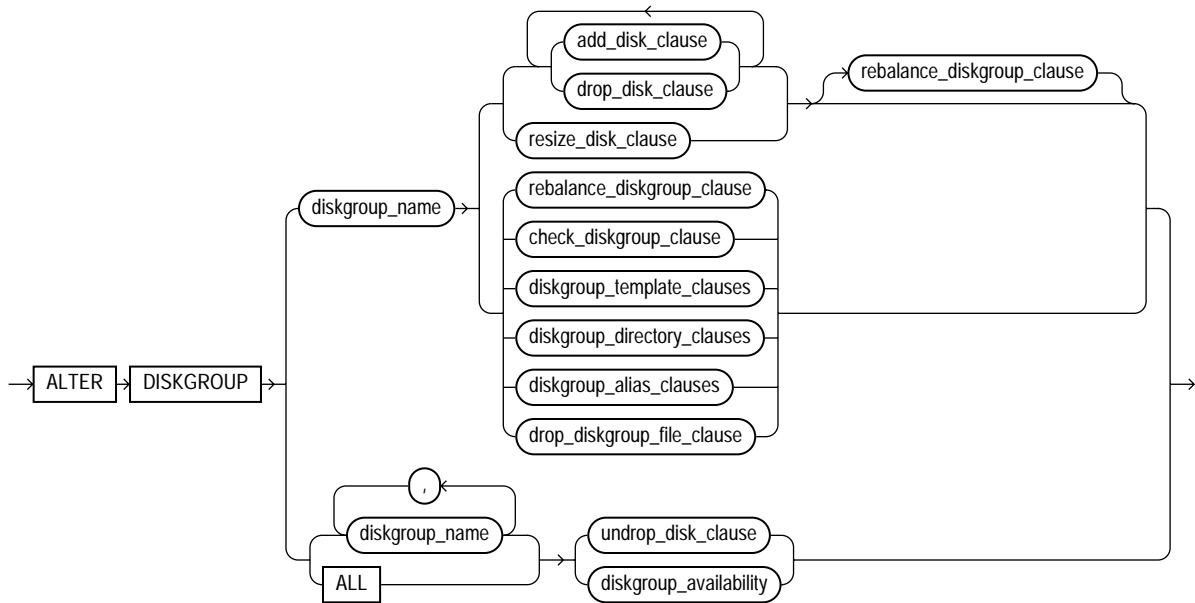 add_disk_clause
drop_disk_clause
rebalance_diskgroup_clause
resize_disk_clause
diskgroup_name
rebalance_diskgroup_clause
check_diskgroup_clause
diskgroup_template_clauses
diskgroup_directory_clauses
ALTER DISKGROUP
diskgroup_alias_clauses
drop_diskgroup_file_clause
,
diskgroup_name
ALL
undrop_disk_clause
diskgroup_availability